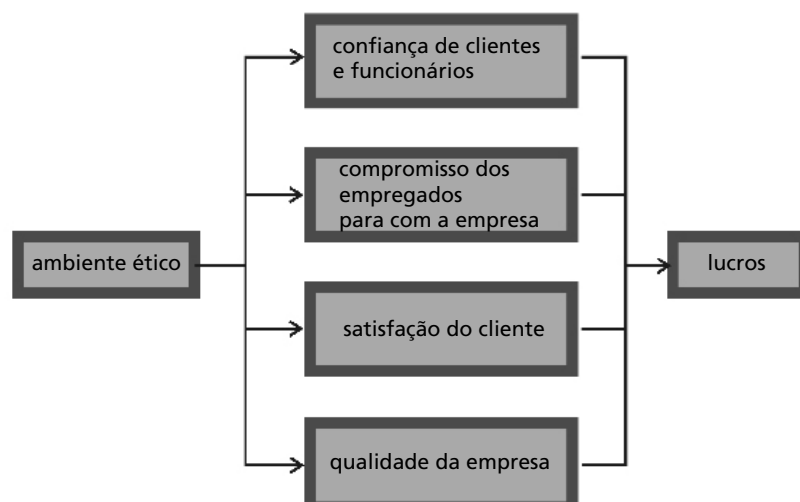 confiança de clientes
e funcionários
compromisso dos
empregados
para com a empresa
ambiente ético
lucros
satisfação do cliente
qualidade da empresa